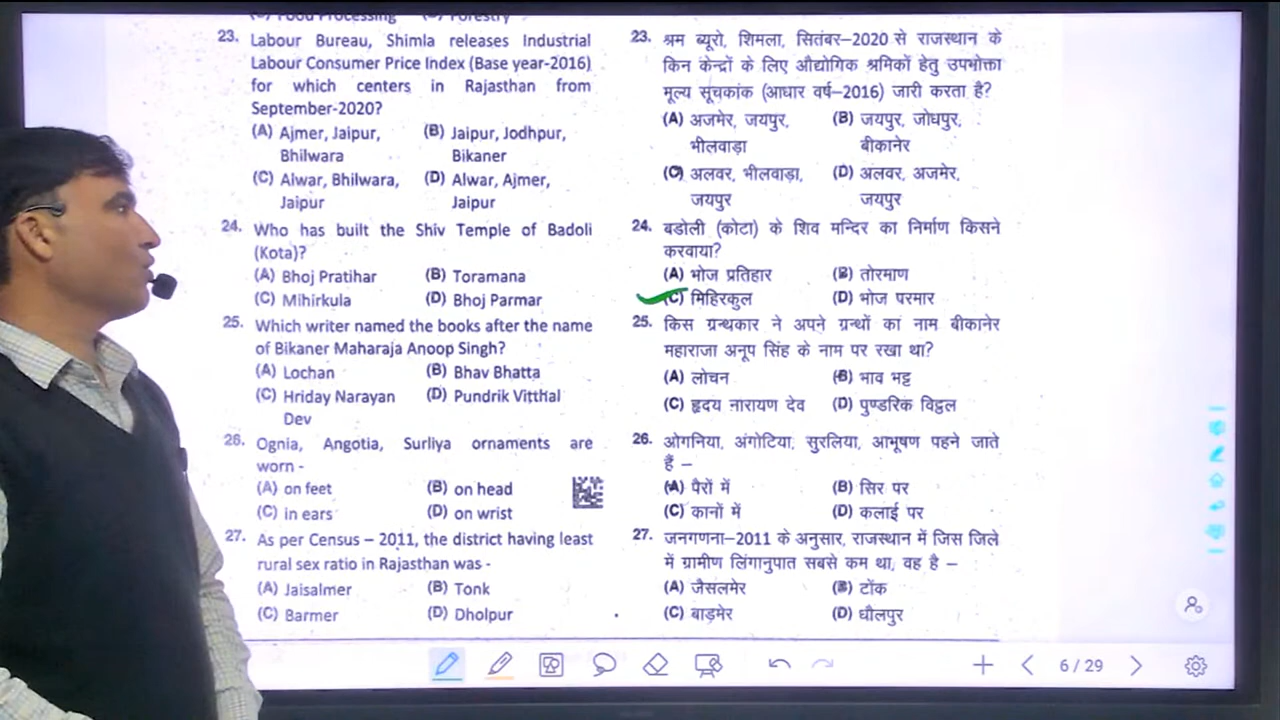 (C) Food Processing (D) Forestry
23. Labour Bureau, Shimla releases Industrial
Labour Consumer Price Index (Base year-2016)
for which centers in Rajasthan from
September-2020?
(A) Ajmer, Jaipur, (B) Jaipur, Jodhpur,
Bhilwara Bikaner
(C) Alwar, Bhilwara, (D) Alwar, Ajmer,
Jaipur Jaipur
24. Who has built the Shiv Temple of Badoli
(Kota)?
(A) Bhoj Pratihar (B) Toramana
(C) Mihirkula (D) Bhoj Parmar
25. Which writer named the books after the name
of Bikaner Maharaja Anoop Singh?
(A) Lochan (B) Bhav Bhatta
(C) Hriday Narayan (D) Pundrik Vitthal
Dev
26. Ognia, Angotia, Surliya ornaments are
worn -
(A) on feet (B) on head
(C) in ears (D) on wrist
27. As per Census – 2011, the district having least
rural sex ratio in Rajasthan was -
(A) Jaisalmer (B) Tonk
(C) Barmer (D) Dholpur
23. श्रम ब्यूरो, शिमला, सितंबर–2020 से राजस्थान के
किन केन्द्रों के लिए औद्योगिक श्रमिकों हेतु उपभोक्ता
मूल्य सूचकांक (आधार वर्ष–2016) जारी करता है?
(A) अजमेर, जयपुर, (B) जयपुर, जोधपुर,
भीलवाड़ा बीकानेर
(C) अलवर, भीलवाड़ा, (D) अलवर, अजमेर,
जयपुर जयपुर
24. बडोली (कोटा) के शिव मन्दिर का निर्माण किसने
करवाया?
(A) भोज प्रतिहार (B) तोरमाण
(C) मिहिरकुल (D) भोज परमार
25. किस ग्रन्थकार ने अपने ग्रन्थों का नाम बीकानेर
महाराजा अनूप सिंह के नाम पर रखा था?
(A) लोचन (B) भाव भट्ट
(C) हृदय नारायण देव (D) पुण्डरिक विट्ठल
26. ओगनिया, अंगोटिया, सुरलिया, आभूषण पहने जाते
हैं –
(A) पैरों में (B) सिर पर
(C) कानों में (D) कलाई पर
27. जनगणना–2011 के अनुसार, राजस्थान में जिस जिले
में ग्रामीण लिंगानुपात सबसे कम था, वह है –
(A) जैसलमेर (B) टोंक
(C) बाड़मेर (D) धौलपुर
6 / 29